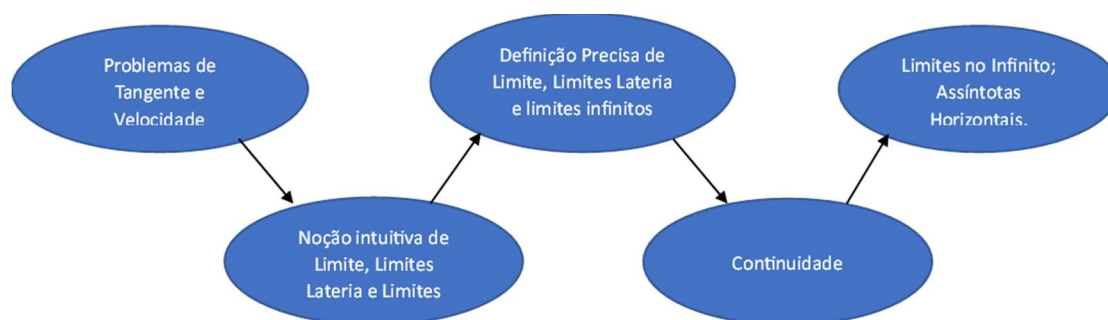 Problemas de
Tangente e
Velocidade
Noção intuitiva de
Limite, Limites
Lateria e Limites
Definição Precisa de
Limite, Limites Lateria
e limites infinitos
Continuidade
Limites no Infinito;
Assíntotas
Horizontais.